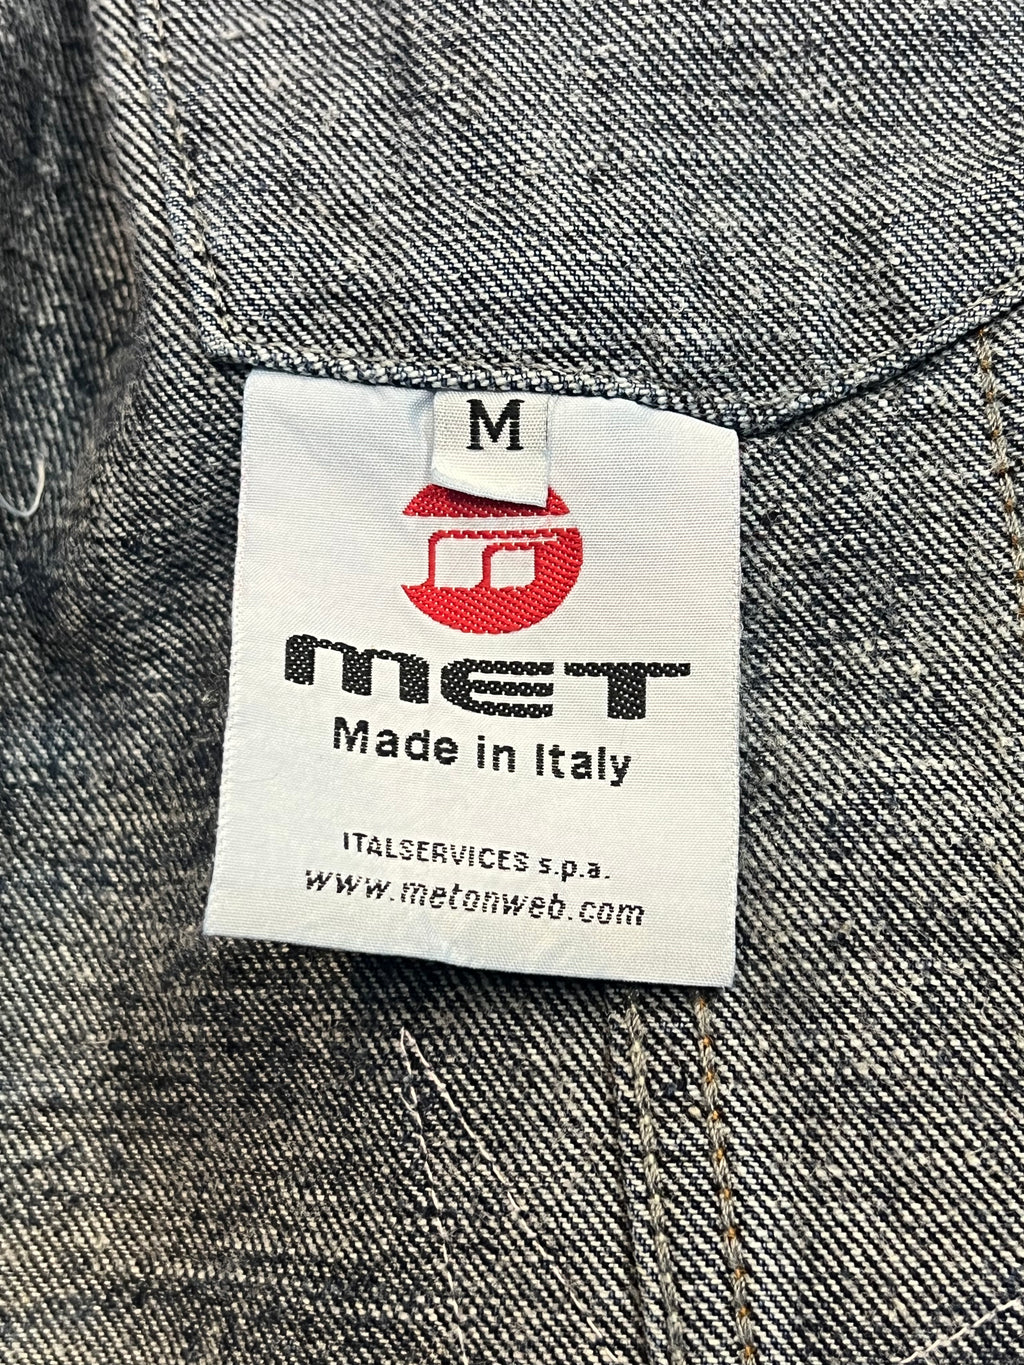 M
MET
Made in Italy
ITALSERVICES s.p.a.
www.metonweb.com